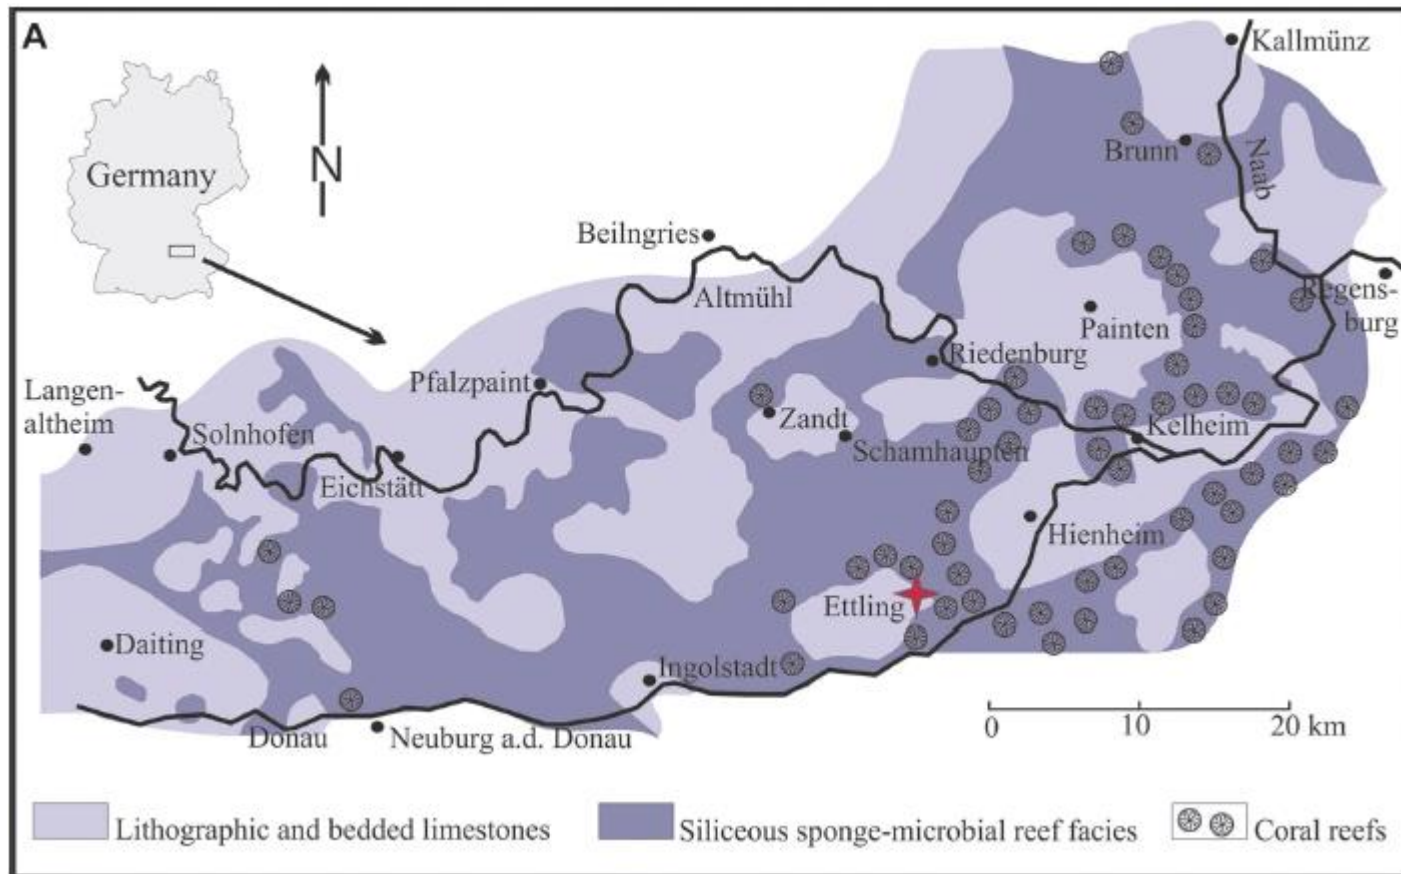 A
Germany
N
Kallmünz
Brunn
Naab
Beilngries
Altmühl
Regens-
burg
Painten
Riedenburg
Pfalzpaint
Langen-
altheim
Solnhofen
Zandt
Kelheim
Schamhaupten
Eichstätt
Hienheim
Ettling
Daiting
Ingolstadt
Donau
Neuburg a.d. Donau
0 10 20 km
Lithographic and bedded limestones
Siliceous sponge-microbial reef facies
Coral reefs